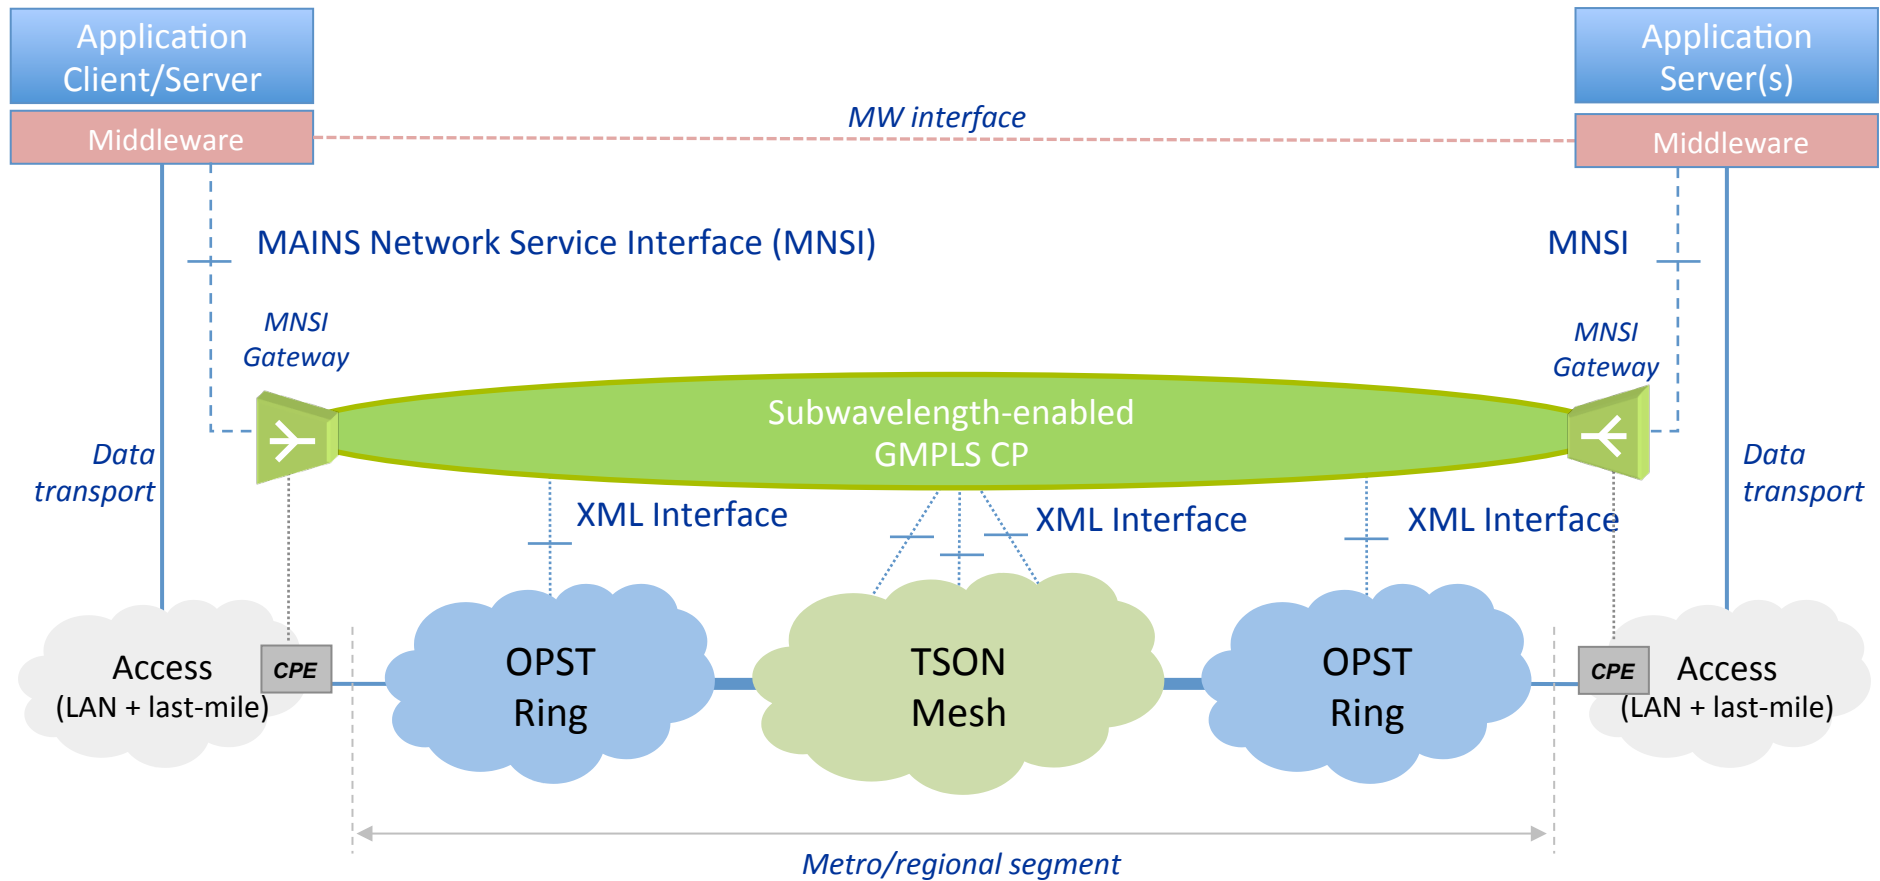 Application
Client/Server
Middleware
Application
Server(s)
Middleware
MW interface
MAINS Network Service Interface (MNSI)
MNSI
MNSI
Gateway
MNSI
Gateway
Subwavelength-enabled
GMPLS CP
Data
transport
Data
transport
XML Interface
XML Interface
XML Interface
Access
(LAN + last-mile)
CPE
OPST
Ring
TSON
Mesh
OPST
Ring
CPE
Access
(LAN + last-mile)
Metro/regional segment